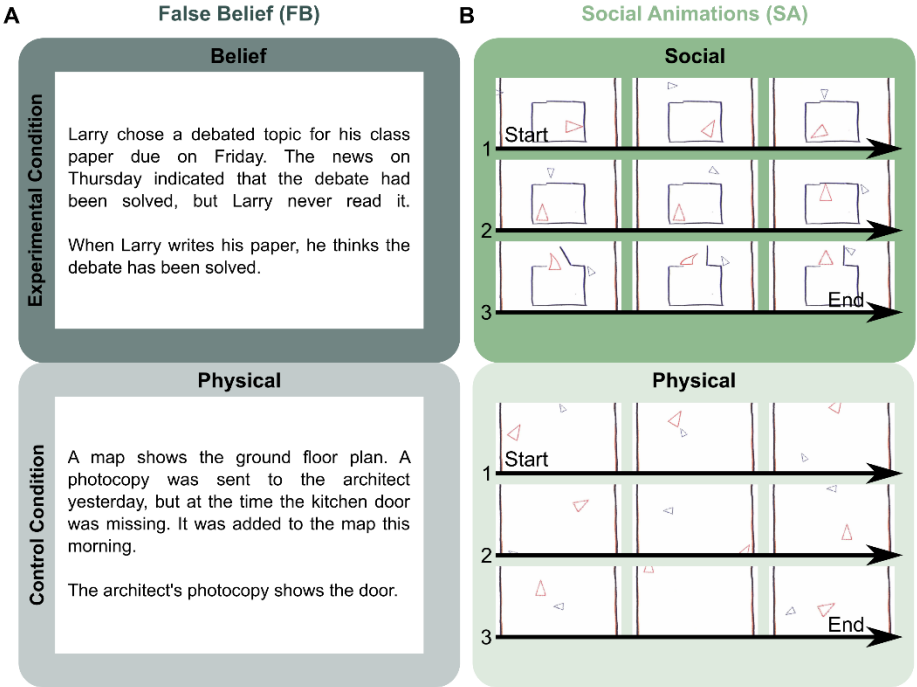 A
False Belief (FB)
B
Social Animations (SA)
Experimental Condition
Belief
Larry chose a debated topic for his class
paper due on Friday. The news on
Thursday indicated that the debate had
been solved, but Larry never read it.
When Larry writes his paper, he thinks the
debate has been solved.
Social
Start
1
2
End
3
Control Condition
Physical
A map shows the ground floor plan. A
photocopy was sent to the architect
yesterday, but at the time the kitchen door
was missing. It was added to the map this
morning.
The architect's photocopy shows the door.
Physical
Start
1
2
End
3